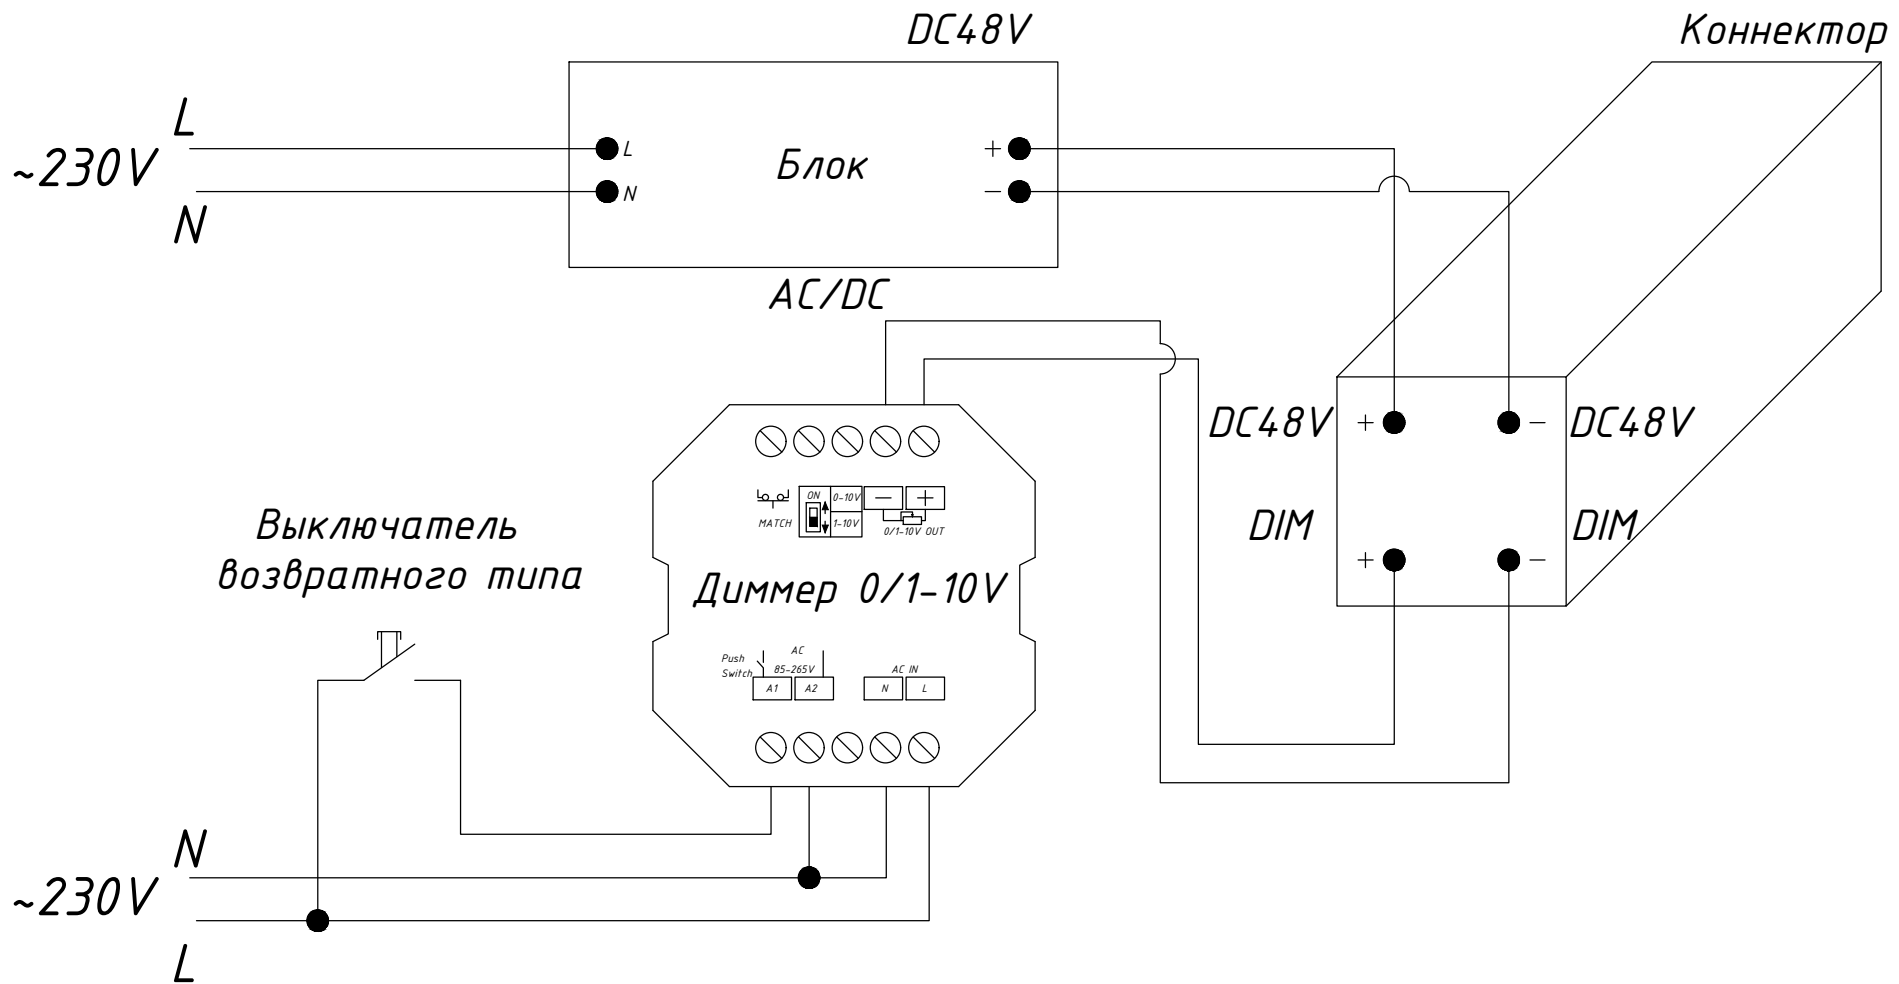 DC48V
Коннектор
L
~230V
N
L
N
Блок
+
−
AC/DC
DC48V
+
−
DC48V
DIM
DIM
+
−
MATCH
ON
0-10V
1-10V
−
+
0/1-10V OUT
Выключатель
возвратного типа
Диммер 0/1-10V
Push
Switch
AC
85-265V
A1
A2
AC IN
N
L
N
~230V
L